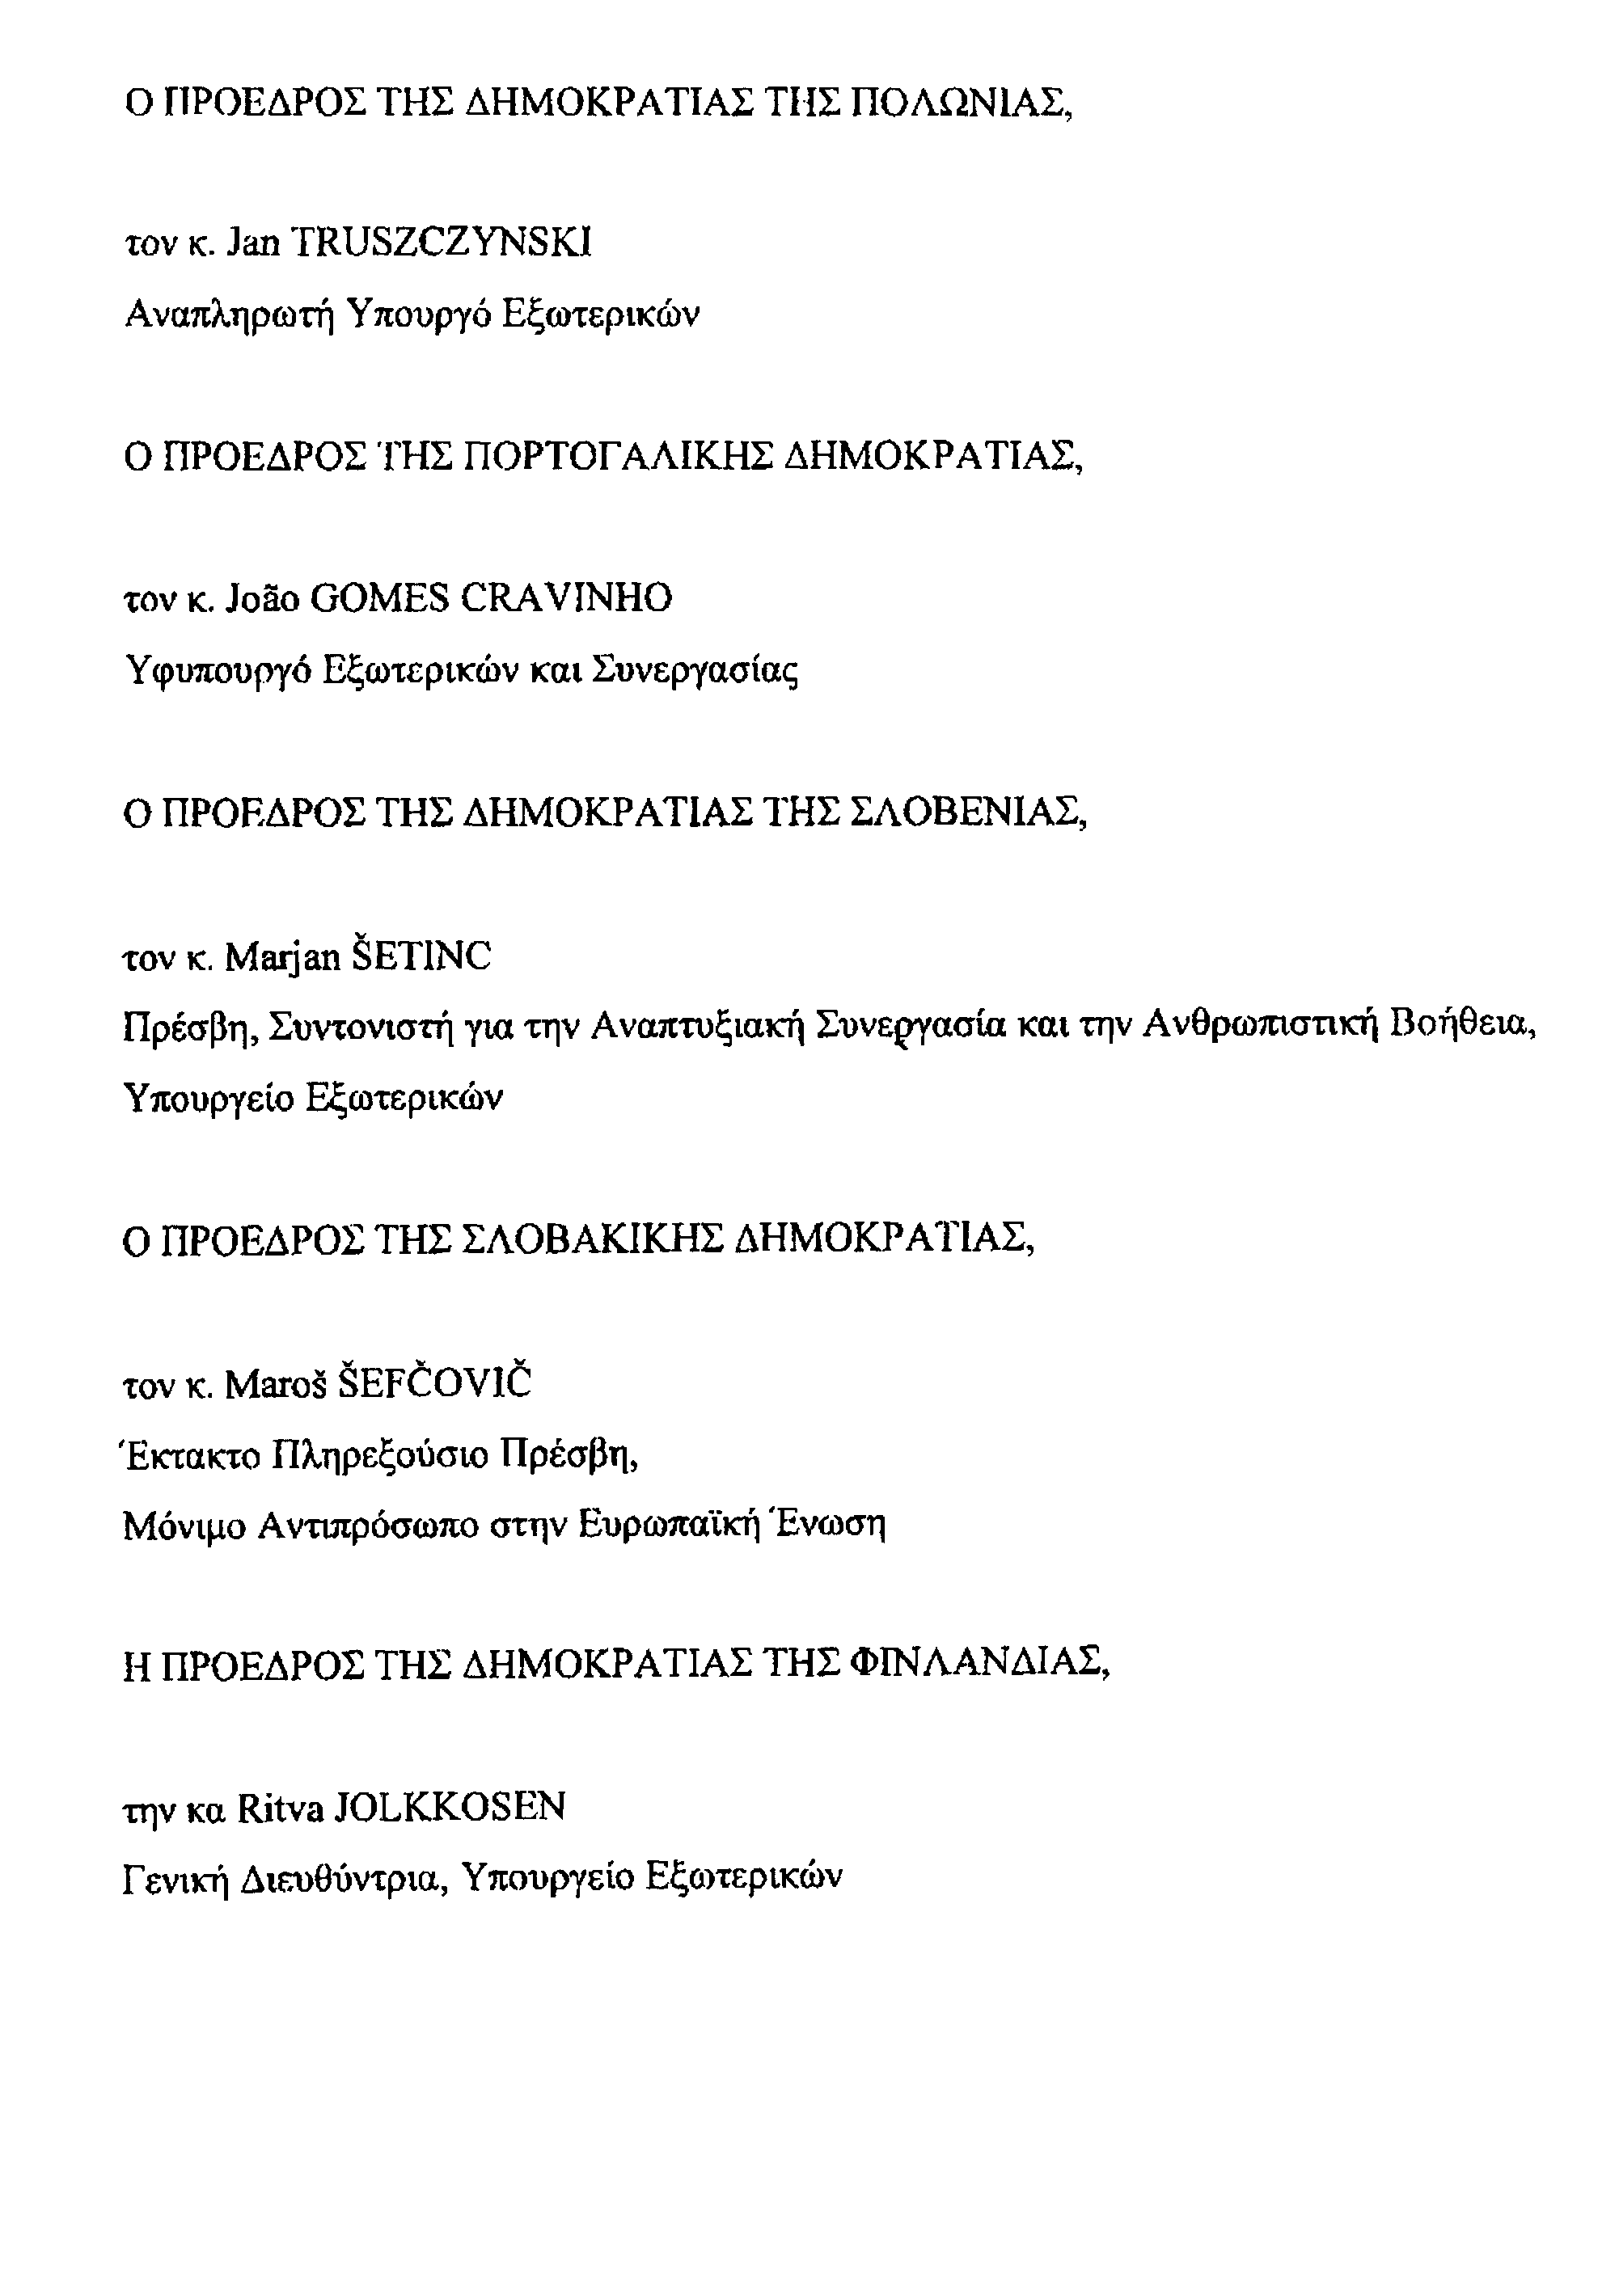 Ο ΠΡΟΕΔΡΟΣ ΤΗΣ ΔΗΜΟΚΡΑΤΙΑΣ ΤΗΣ ΠΟΛΩΝΙΑΣ,
τον κ. Jan TRUSZCZYNSKI
Αναπληρωτή Υπουργό Εξωτερικών
Ο ΠΡΟΕΔΡΟΣ ΤΗΣ ΠΟΡΤΟΓΑΛΙΚΗΣ ΔΗΜΟΚΡΑΤΙΑΣ,
τον κ. João GOMES CRAVINHO
Υφυπουργό Εξωτερικών και Συνεργασίας
Ο ΠΡΟΕΔΡΟΣ ΤΗΣ ΔΗΜΟΚΡΑΤΙΑΣ ΤΗΣ ΣΛΟΒΕΝΙΑΣ,
τον κ. Marjan ŠETINC
Πρέσβη, Συντονιστή για την Αναπτυξιακή Συνεργασία και την Ανθρωπιστική Βοήθεια,
Υπουργείο Εξωτερικών
Ο ΠΡΟΕΔΡΟΣ ΤΗΣ ΣΛΟΒΑΚΙΚΗΣ ΔΗΜΟΚΡΑΤΙΑΣ,
τον κ. Maroš ŠEFČOVIČ
Έκτακτο Πληρεξούσιο Πρέσβη,
Μόνιμο Αντιπρόσωπο στην Ευρωπαϊκή Ένωση
Η ΠΡΟΕΔΡΟΣ ΤΗΣ ΔΗΜΟΚΡΑΤΙΑΣ ΤΗΣ ΦΙΝΛΑΝΔΙΑΣ,
την κα Ritva JOLKKOSEN
Γενική Διευθύντρια, Υπουργείο Εξωτερικών